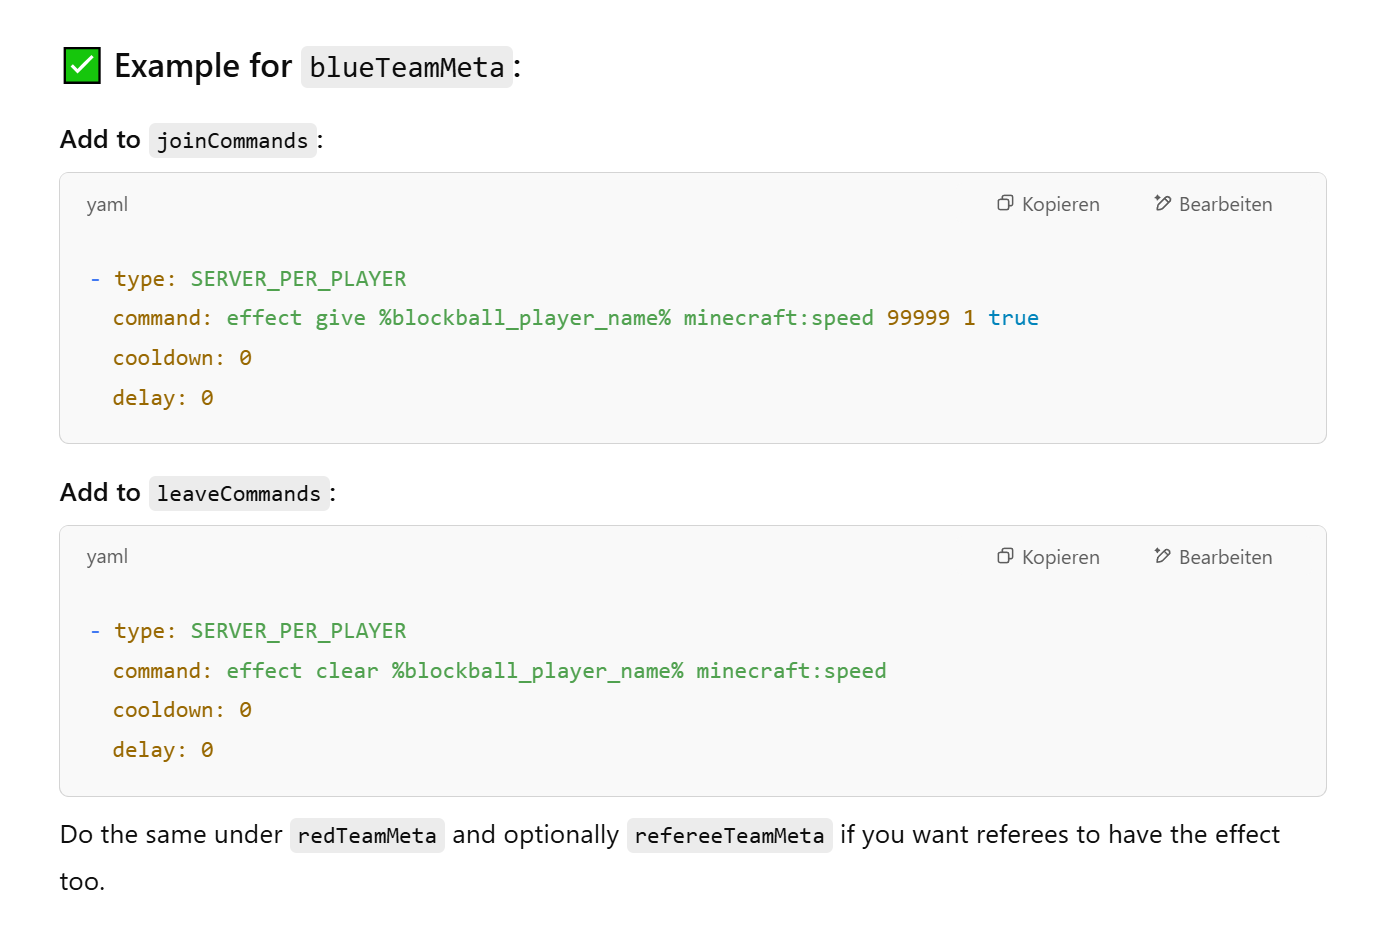 ✅ Example for blueTeamMeta:
Add to joinCommands:
yaml Kopieren Bearbeiten
- type: SERVER_PER_PLAYER
command: effect give %blockball_player_name% minecraft:speed 99999 1 true
cooldown: 0
delay: 0
Add to leaveCommands:
yaml Kopieren Bearbeiten
- type: SERVER_PER_PLAYER
command: effect clear %blockball_player_name% minecraft:speed
cooldown: 0
delay: 0
Do the same under redTeamMeta and optionally refereeTeamMeta if you want referees to have the effect
too.